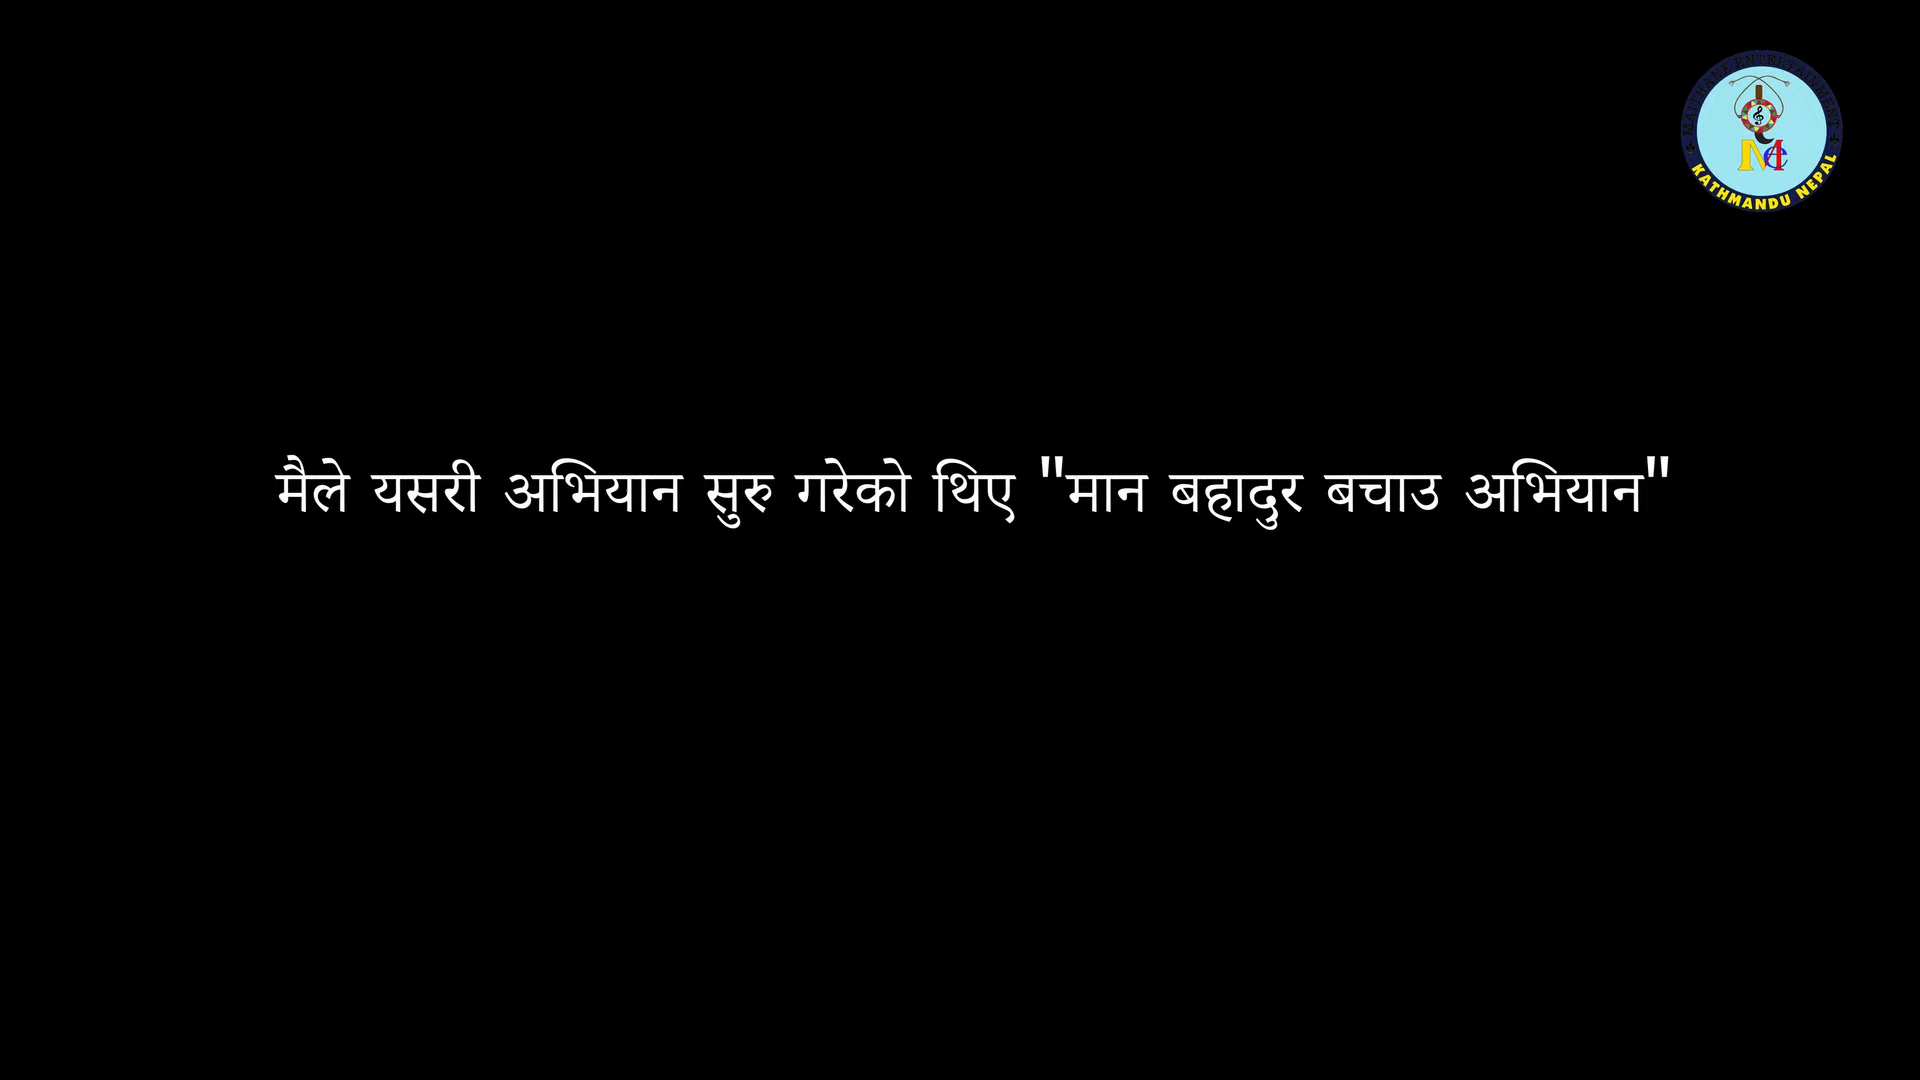 मैले यसरी अभियान सुरु गरेको थिए "मान बहादुर बचाउ अभियान"
KATHMANDU NEPAL